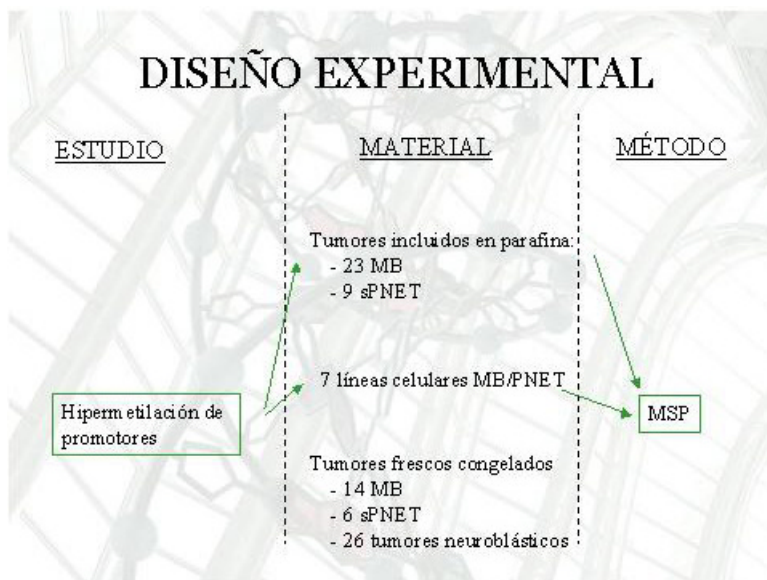 DISEÑO EXPERIMENTAL
ESTUDIO
MATERIAL
MÉTODO
Tumores incluidos en parafina:
- 23 MB
- 9 sPNET
7 líneas celulares MB/PNET
Hipermetilación de
promotores
MSP
Tumores frescos congelados
- 14 MB
- 6 sPNET
- 26 tumores neuroblásticos